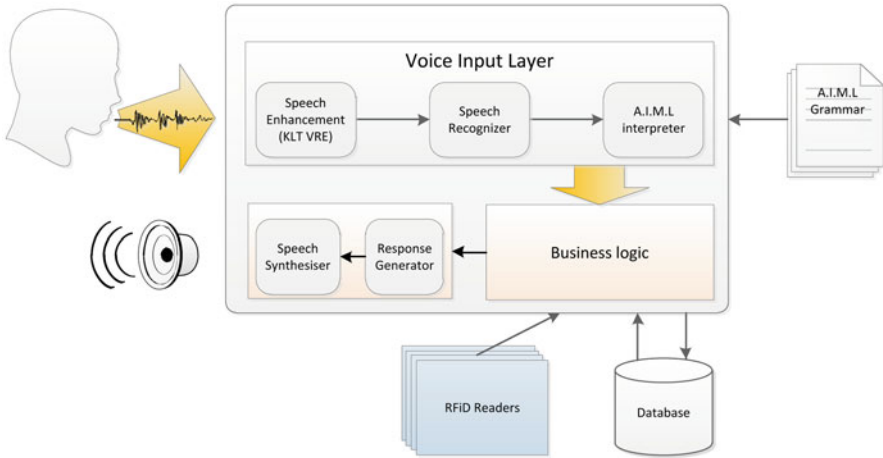 Voice Input Layer
Speech
Enhancement
(KLT VRE)
Speech
Recognizer
A.I.M.L
interpreter
A.I.M.L
Grammar
Speech
Synthesiser
Response
Generator
Business logic
RFiD Readers
Database